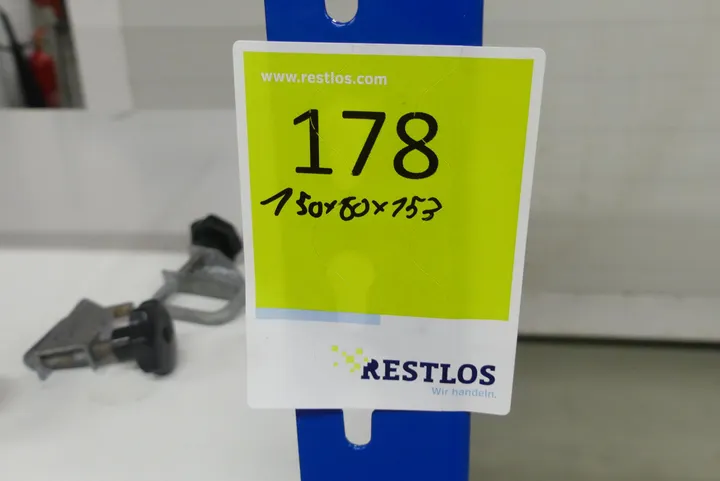 www.restlos.com
178
150x80x153
RESTLOS
Wir handeln.